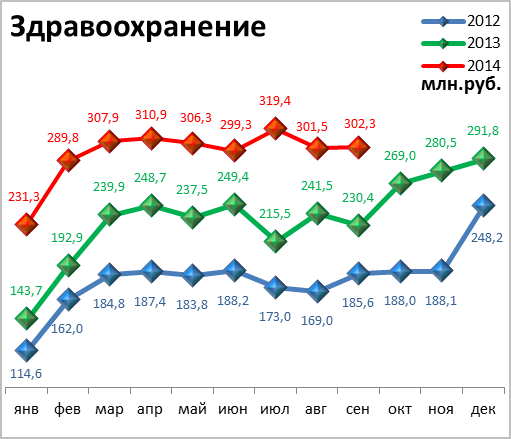 Здравоохранение
2012
2013
2014
млн.руб.
231,3 289,8 307,9 310,9 306,3 299,3 319,4 301,5 302,3
143,7 192,9 239,9 248,7 237,5 249,4 215,5 241,5 230,4 269,0 280,5 291,8
114,6 162,0 184,8 187,4 183,8 188,2 173,0 169,0 185,6 188,0 188,1 248,2
янв фев мар апр май июн июл авг сен окт ноя дек